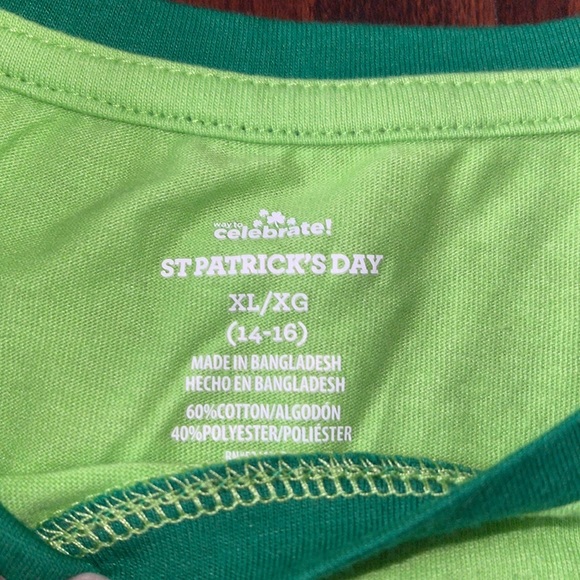 way to
celebrate!
ST PATRICK'S DAY
XL/XG
(14-16)
MADE IN BANGLADESH
HECHO EN BANGLADESH
60%COTTON/ALGODÓN
40%POLYESTER/POLIÉSTER